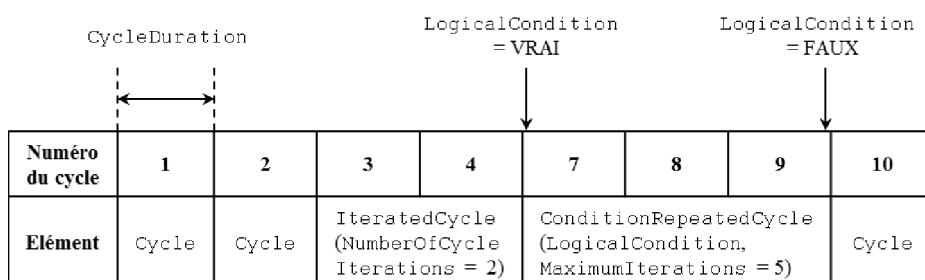 CycleDuration
LogicalCondition
= VRAI
LogicalCondition
= FAUX
Numéro
du cycle
1
2
3
4
7
8
9
10
Elément
Cycle
Cycle
IteratedCycle
(NumberOfCycle
Iterations = 2)
ConditionRepeatedCycle
(LogicalCondition,
MaximumIterations = 5)
Cycle